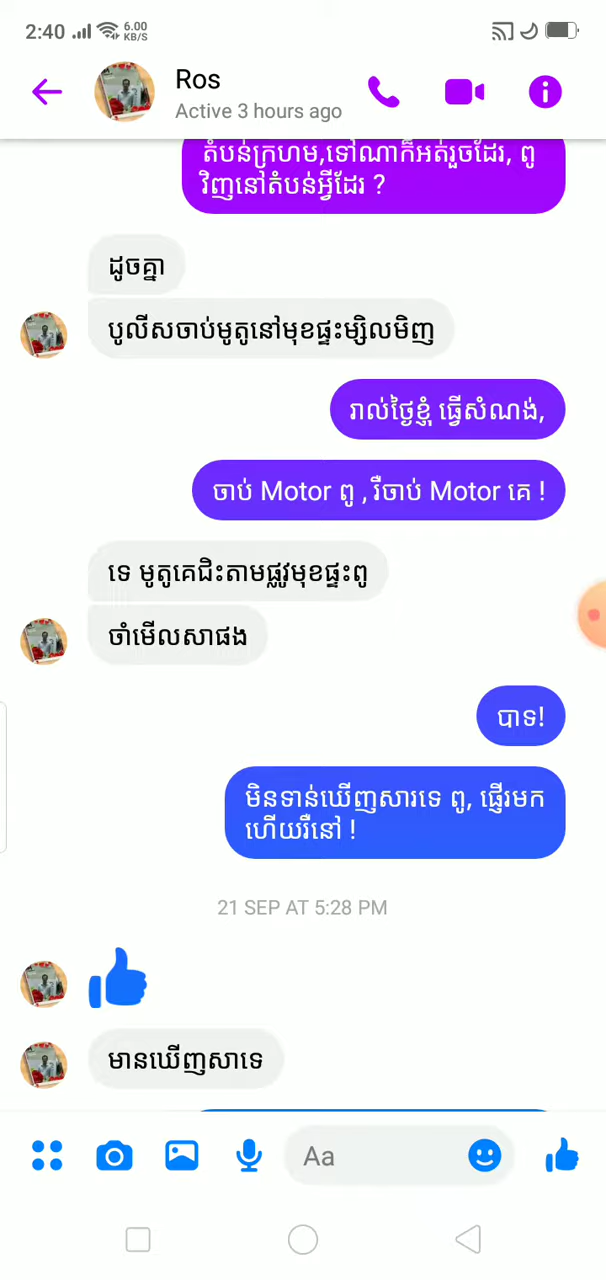 2:40
6.00
KB/S
Ros
Active 3 hours ago
តំបន់ក្រហម,ទៅណាក៏អត់រួចដែរ, ពូ
វិញនៅតំបន់អ្វីដែរ ?
ដូចគ្នា
បូលីសចាប់មូតូនៅមុខផ្ទះម្សិលមិញ
រាល់ថ្ងៃខ្ញុំ ធ្វើសំណង់,
ចាប់ Motor ពូ ,រឺចាប់ Motor គេ !
ទេ មូតូគេជិះតាមផ្លូវមុខផ្ទះពូ
ចាំមើលសាផង
បាទ!
មិនទាន់ឃើញសារទេ ពូ, ផ្ញើរមក
ហើយរឺនៅ !
21 SEP AT 5:28 PM
មានឃើញសាទេ
Aa